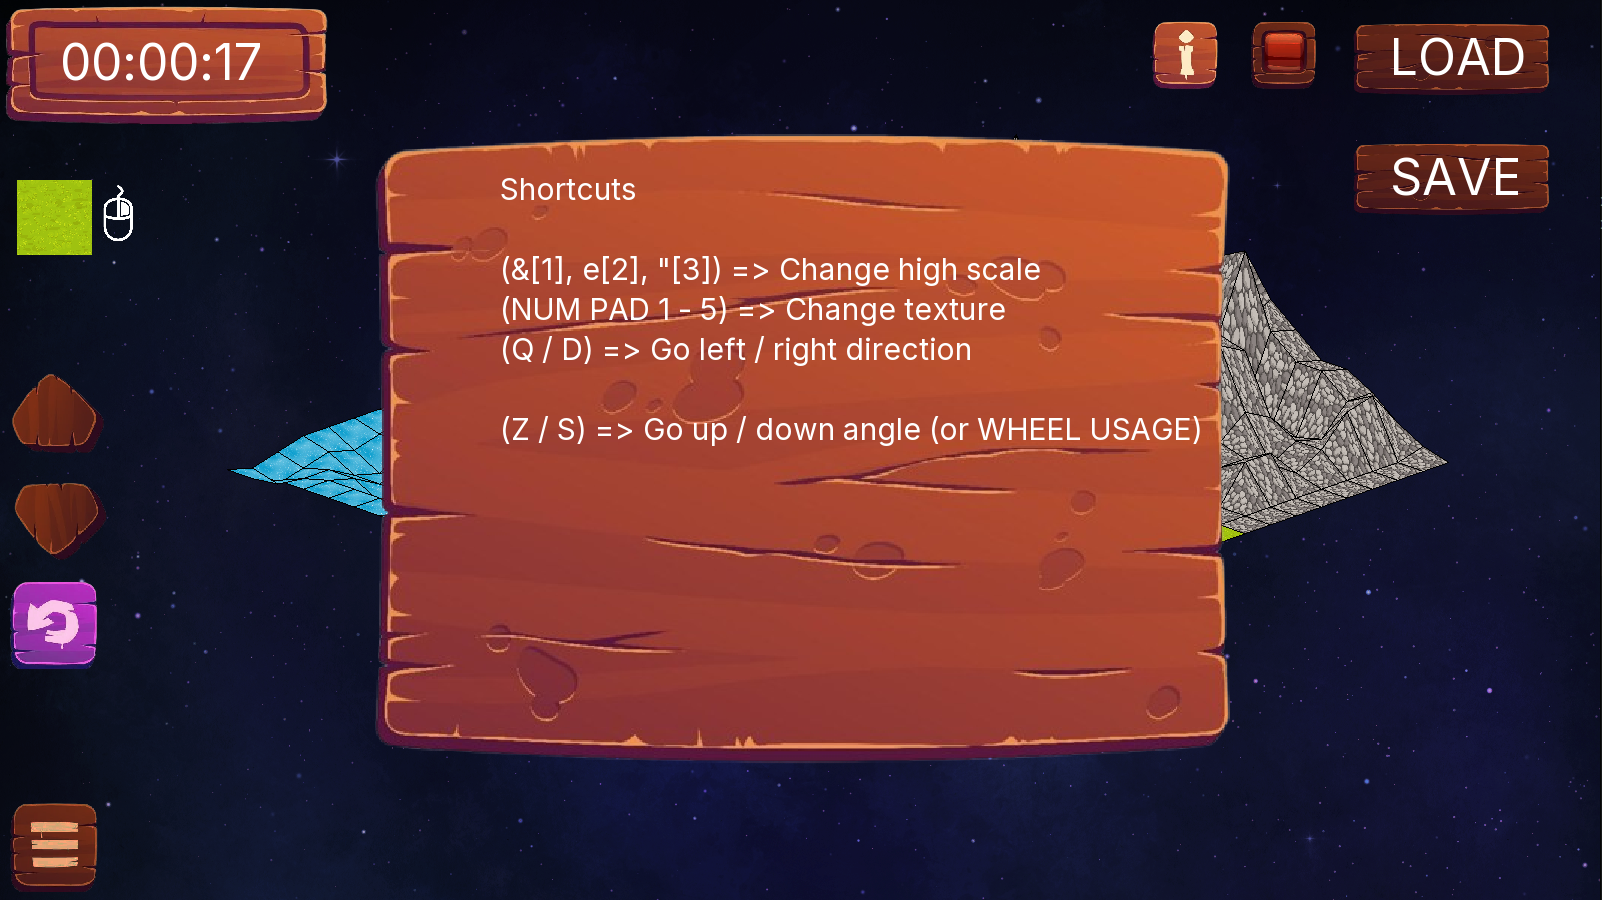 00:00:17
LOAD
SAVE
Shortcuts
(&[1], e[2], "[3]) => Change high scale
(NUM PAD 1 - 5) => Change texture
(Q / D) => Go left / right direction
(Z / S) => Go up / down angle (or WHEEL USAGE)